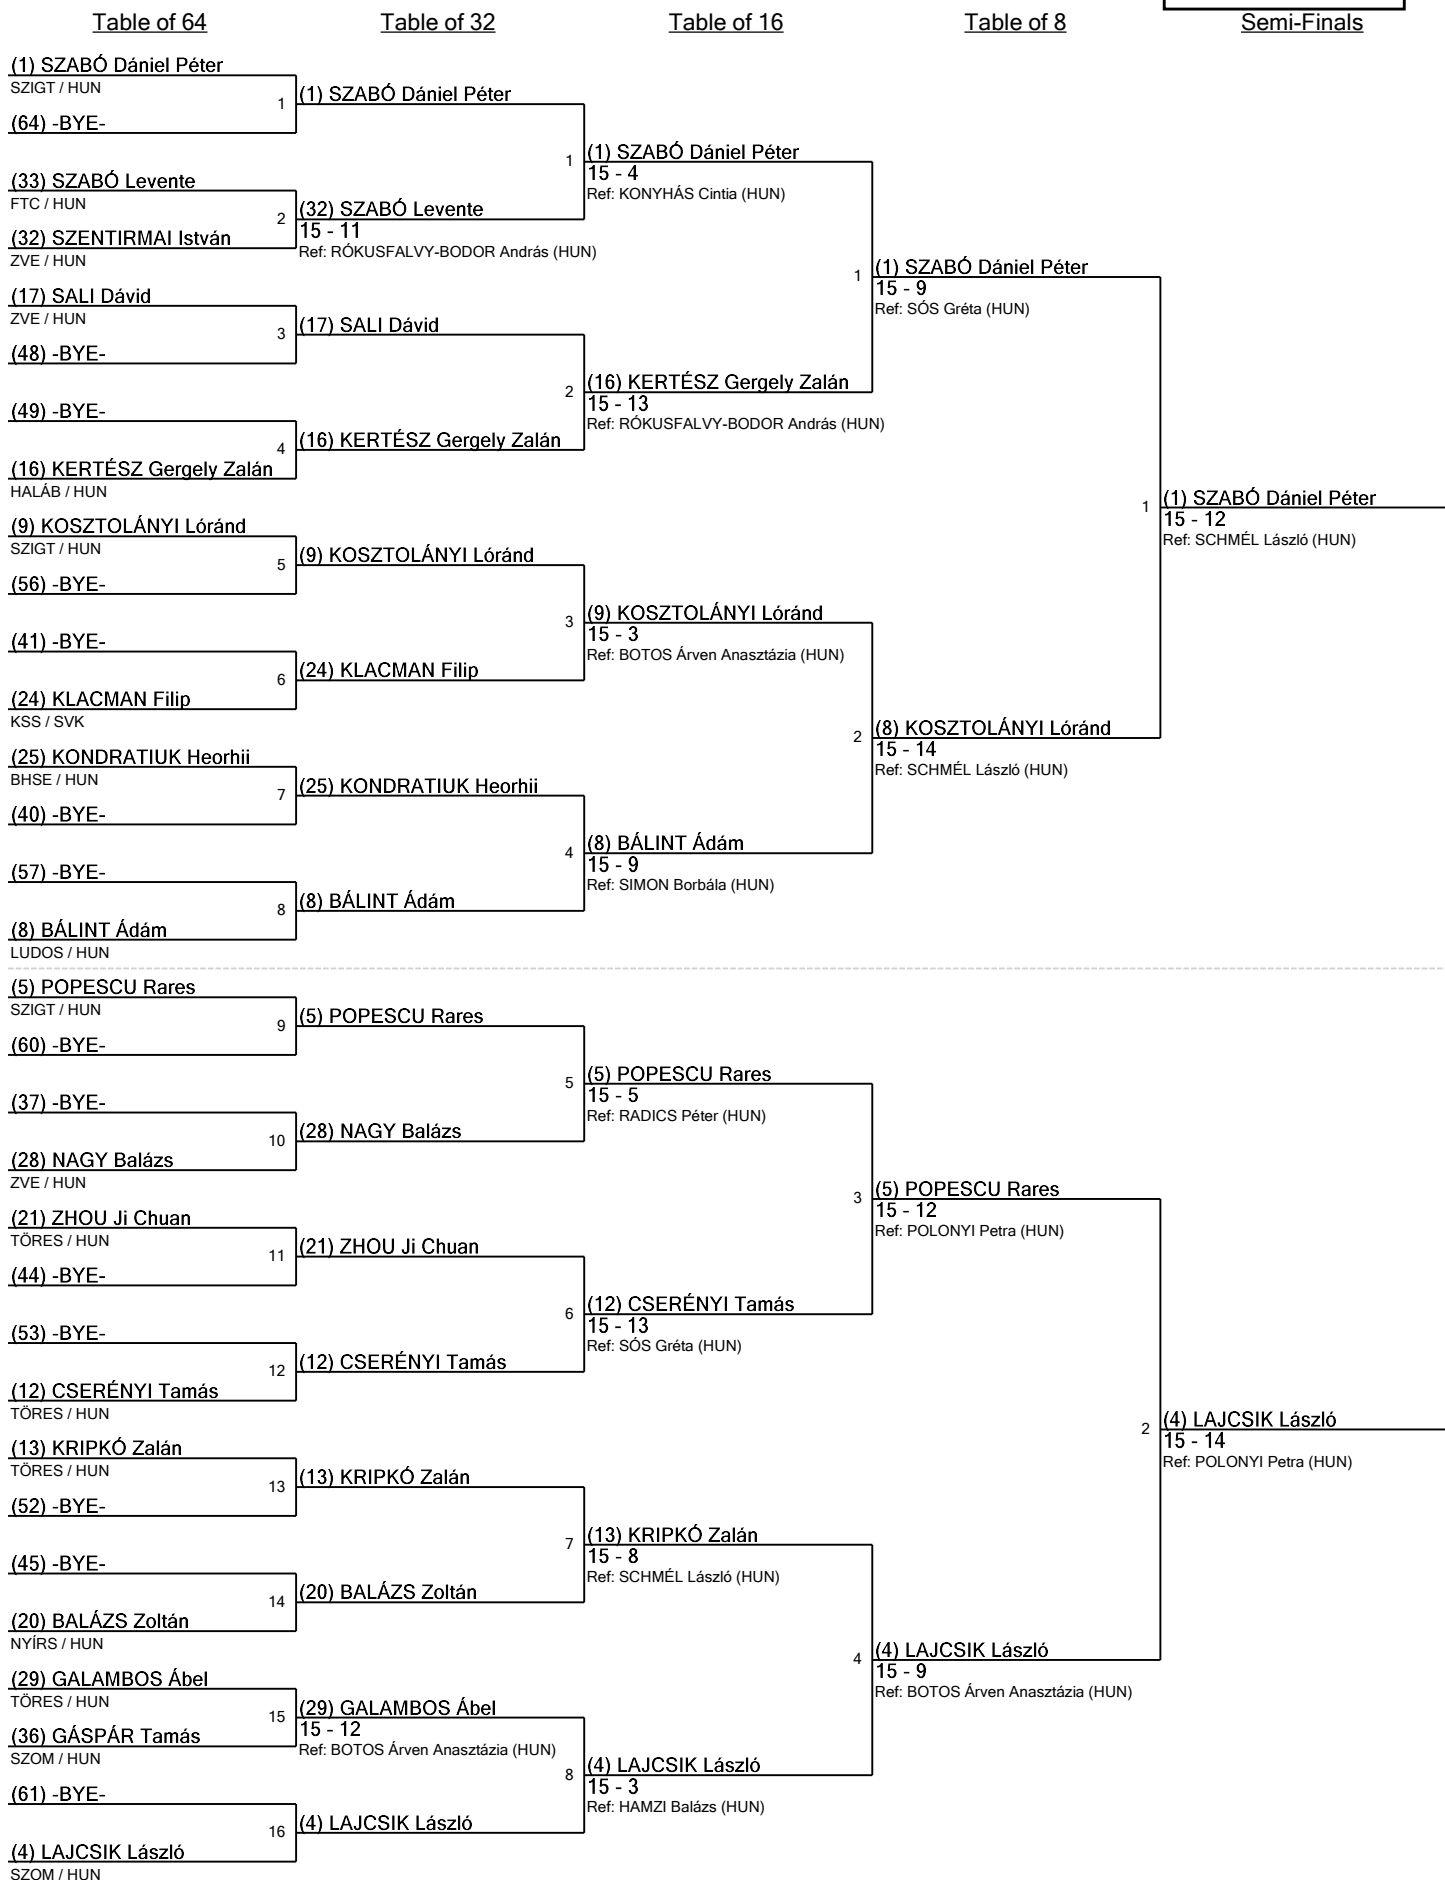 Table of 64
Table of 32
Table of 16
Table of 8
Semi-Finals
(1) SZABÓ Dániel Péter
SZIGT / HUN
1
(64) -BYE-
(33) SZABÓ Levente
FTC / HUN
2
(32) SZENTIRMAI István
ZVE / HUN
(17) SALI Dávid
ZVE / HUN
3
(48) -BYE-
(49) -BYE-
4
(16) KERTÉSZ Gergely Zalán
HALÁB / HUN
(9) KOSZTOLÁNYI Lóránd
SZIGT / HUN
5
(56) -BYE-
(41) -BYE-
6
(24) KLACMAN Filip
KSS / SVK
(25) KONDRATIUK Heorhii
BHSE / HUN
7
(40) -BYE-
(57) -BYE-
8
(8) BÁLINT Ádám
LUDOS / HUN
(5) POPESCU Rares
SZIGT / HUN
9
(60) -BYE-
(37) -BYE-
10
(28) NAGY Balázs
ZVE / HUN
(21) ZHOU Ji Chuan
TÖRES / HUN
11
(44) -BYE-
(53) -BYE-
12
(12) CSERÉNYI Tamás
TÖRES / HUN
(13) KRIPKÓ Zalán
TÖRES / HUN
13
(52) -BYE-
(45) -BYE-
14
(20) BALÁZS Zoltán
NYÍRS / HUN
(29) GALAMBOS Ábel
TÖRES / HUN
15
(36) GÁSPÁR Tamás
SZOM / HUN
(61) -BYE-
16
(4) LAJCSIK László
SZOM / HUN
(1) SZABÓ Dániel Péter
1
(32) SZABÓ Levente
15 - 11
Ref: RÓKUSFALVY-BODOR András (HUN)
(17) SALI Dávid
2
(16) KERTÉSZ Gergely Zalán
(9) KOSZTOLÁNYI Lóránd
3
(24) KLACMAN Filip
(25) KONDRATIUK Heorhii
4
(8) BÁLINT Ádám
(5) POPESCU Rares
5
(28) NAGY Balázs
(21) ZHOU Ji Chuan
6
(12) CSERÉNYI Tamás
(13) KRIPKÓ Zalán
7
(20) BALÁZS Zoltán
(29) GALAMBOS Ábel
15 - 12
Ref: BOTOS Árven Anasztázia (HUN)
8
(4) LAJCSIK László
(1) SZABÓ Dániel Péter
15 - 4
Ref: KONYHÁS Cintia (HUN)
1
(16) KERTÉSZ Gergely Zalán
15 - 13
Ref: RÓKUSFALVY-BODOR András (HUN)
(9) KOSZTOLÁNYI Lóránd
15 - 3
Ref: BOTOS Árven Anasztázia (HUN)
2
(8) BÁLINT Ádám
15 - 9
Ref: SIMON Borbála (HUN)
(5) POPESCU Rares
15 - 5
Ref: RADICS Péter (HUN)
3
(12) CSERÉNYI Tamás
15 - 13
Ref: SÓS Gréta (HUN)
(13) KRIPKÓ Zalán
15 - 8
Ref: SCHMÉL László (HUN)
4
(4) LAJCSIK László
15 - 3
Ref: HAMZI Balázs (HUN)
(1) SZABÓ Dániel Péter
15 - 9
Ref: SÓS Gréta (HUN)
1
(8) KOSZTOLÁNYI Lóránd
15 - 14
Ref: SCHMÉL László (HUN)
(5) POPESCU Rares
15 - 12
Ref: POLONYI Petra (HUN)
2
(4) LAJCSIK László
15 - 9
Ref: BOTOS Árven Anasztázia (HUN)
(1) SZABÓ Dániel Péter
15 - 12
Ref: SCHMÉL László (HUN)
(4) LAJCSIK László
15 - 14
Ref: POLONYI Petra (HUN)